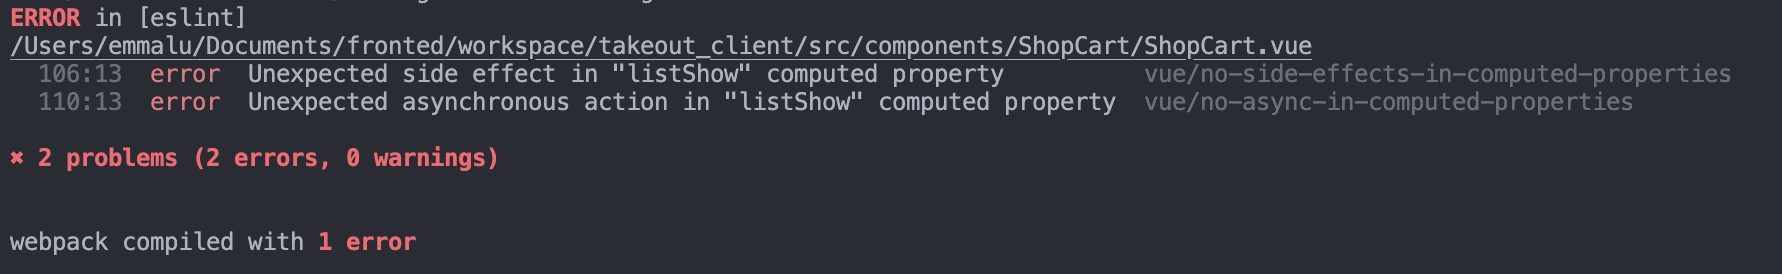 ERROR in [eslint]
/Users/emmalu/Documents/fronted/workspace/takeout_client/src/components/ShopCart/ShopCart.vue
106:13 error Unexpected side effect in "listShow" computed property vue/no-side-effects-in-computed-properties
110:13 error Unexpected asynchronous action in "listShow" computed property vue/no-async-in-computed-properties
✖ 2 problems (2 errors, 0 warnings)
webpack compiled with 1 error